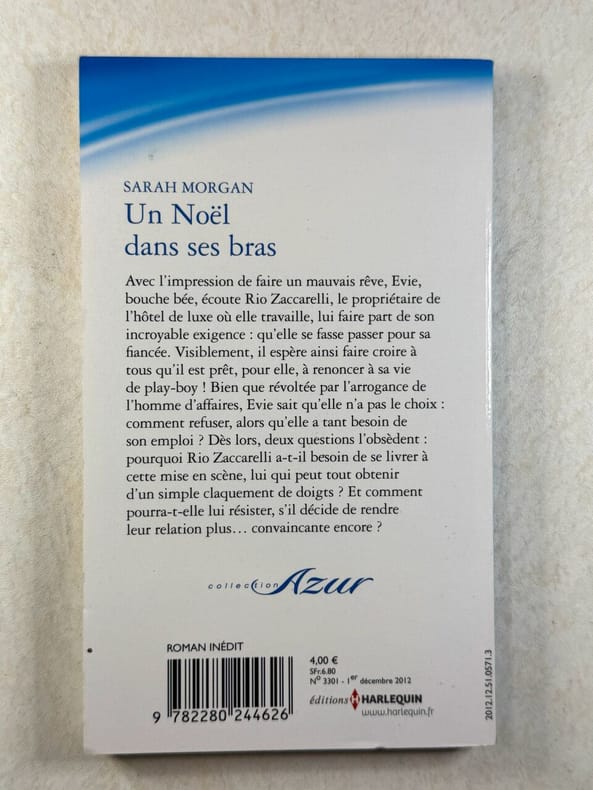 SARAH MORGAN
Un Noël
dans ses bras
Avec l'impression de faire un mauvais rêve, Evie,
bouche bée, écoute Rio Zaccarelli, le propriétaire de
l'hôtel de luxe où elle travaille, lui faire part de son
incroyable exigence : qu'elle se fasse passer pour sa
fiancée. Visiblement, il espère ainsi faire croire à
tous qu'il est prêt, pour elle, à renoncer à sa vie
de play-boy ! Bien que révoltée par l'arrogance de
l'homme d'affaires, Evie sait qu'elle n'a pas le choix :
comment refuser, alors qu'elle a tant besoin de
son emploi ? Dès lors, deux questions l'obsèdent :
pourquoi Rio Zaccarelli a-t-il besoin de se livrer à
cette mise en scène, lui qui peut tout obtenir
d'un simple claquement de doigts ? Et comment
pourra-t-elle lui résister, s'il décide de rendre
leur relation plus… convaincante encore ?
collection Azur
ROMAN INÉDIT
9 782280 244626
4,00 €
SFr.6.80
N° 3301 - 1er décembre 2012
éditions H HARLEQUIN
www.harlequin.fr
2012.12.51.0571.3